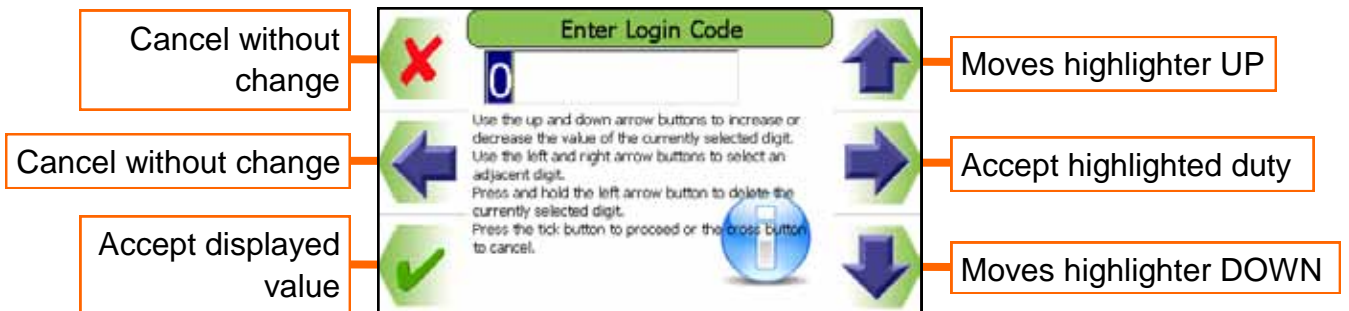 Cancel without
change
Cancel without change
Accept displayed
value
Enter Login Code
0
Use the up and down arrow buttons to increase or
decrease the value of the currently selected digit.
Use the left and right arrow buttons to select an
adjacent digit.
Press and hold the left arrow button to delete the
currently selected digit.
Press the tick button to proceed or the cross button
to cancel.
Moves highlighter UP
Accept highlighted duty
Moves highlighter DOWN